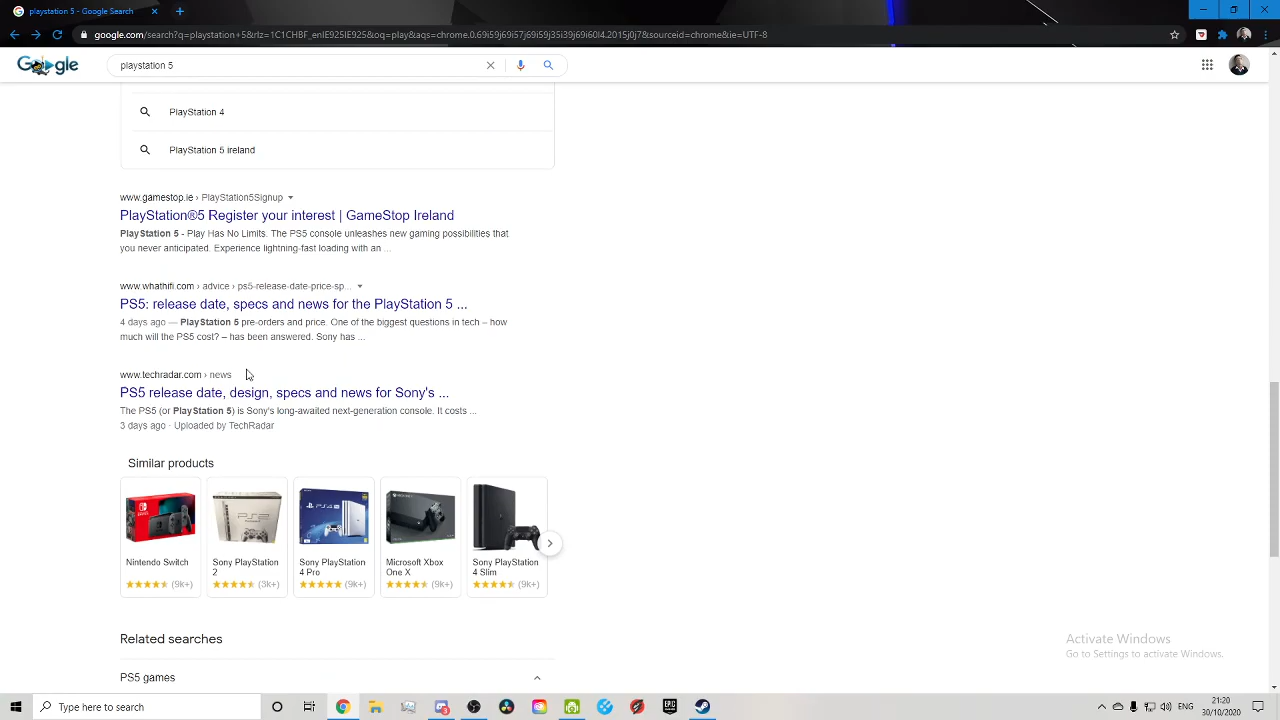 playstation 5 - Google Search
google.com/search?q=playstation+5&rlz=1C1CHBF_enIE925IE925&oq=play&aqs=chrome.0.69i59j69i57j69i59j35i39j69i60l4.2015j0j7&sourceid=chrome&ie=UTF-8
playstation 5
PlayStation 4
PlayStation 5 ireland
www.gamestop.ie › PlayStation5Signup
PlayStation®5 Register your interest | GameStop Ireland
PlayStation 5 - Play Has No Limits. The PS5 console unleashes new gaming possibilities that
you never anticipated. Experience lightning-fast loading with an ...
www.whathifi.com › advice › ps5-release-date-price-sp...
PS5: release date, specs and news for the PlayStation 5 ...
4 days ago — PlayStation 5 pre-orders and price. One of the biggest questions in tech – how
much will the PS5 cost? – has been answered. Sony has ...
www.techradar.com › news
PS5 release date, design, specs and news for Sony's ...
The PS5 (or PlayStation 5) is Sony's long-awaited next-generation console. It costs ...
3 days ago · Uploaded by TechRadar
Similar products
Nintendo Switch
(9k+)
Sony PlayStation
2
(3k+)
Sony PlayStation
4 Pro
(9k+)
Microsoft Xbox
One X
(9k+)
Sony PlayStation
4 Slim
(9k+)
Related searches
PS5 games
Activate Windows
Go to Settings to activate Windows.
Type here to search
21:20
30/10/2020